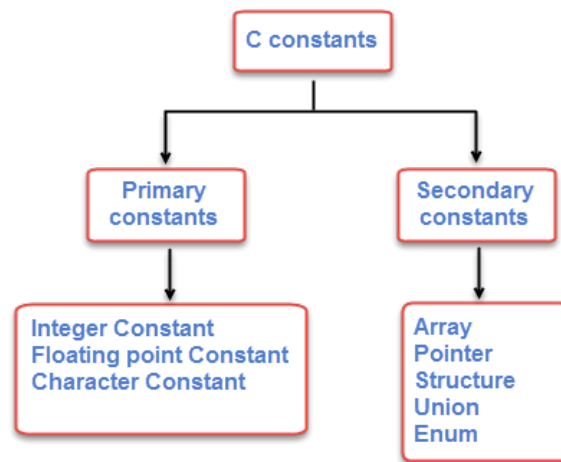 C constants
Primary
constants
Secondary
constants
Integer Constant
Floating point Constant
Character Constant
Array
Pointer
Structure
Union
Enum